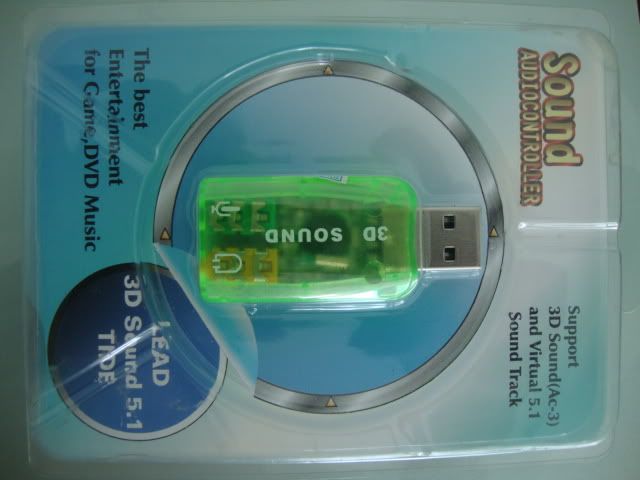 Sound
AUDIOCONTROLLER
Support
3D Sound(Ac-3)
and Virtual 5.1
Sound Track
3D SOUND
The best
Entertainment
for Game,DVD Music
LEAD
3D Sound 5.1
TIDE